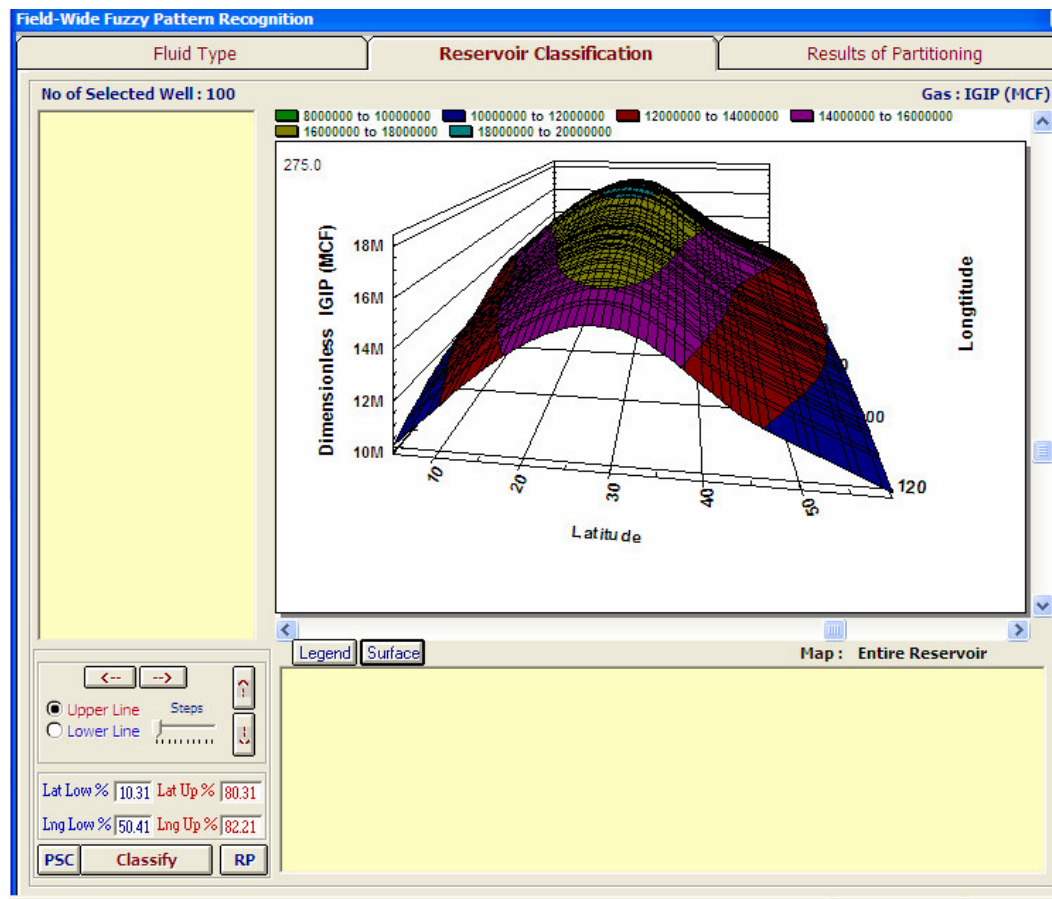 Field-Wide Fuzzy Pattern Recognition
Fluid Type Reservoir Classification Results of Partitioning
No of Selected Well : 100 Gas : IGIP (MCF)
8000000 to 10000000 10000000 to 12000000 12000000 to 14000000 14000000 to 16000000
16000000 to 18000000 18000000 to 20000000
275.0
Dimensionless IGIP (MCF)
18M
16M
14M
12M
10M
10 20 30 40 50
Latitude
Longtitude
00
120
Legend Surface Map : Entire Reservoir
<-- -->
Upper Line Steps
Lower Line
Lat Low % 10.31 Lat Up % 80.31
Lng Low % 50.41 Lng Up % 82.21
PSC Classify RP